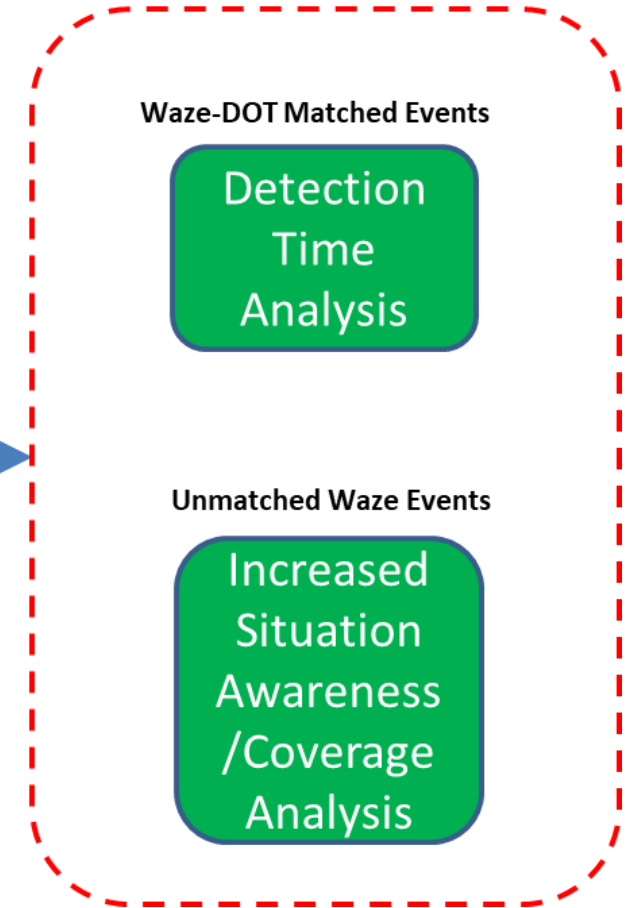 Waze-DOT Matched Events
Detection
Time
Analysis
Unmatched Waze Events
Increased
Situation
Awareness
/Coverage
Analysis